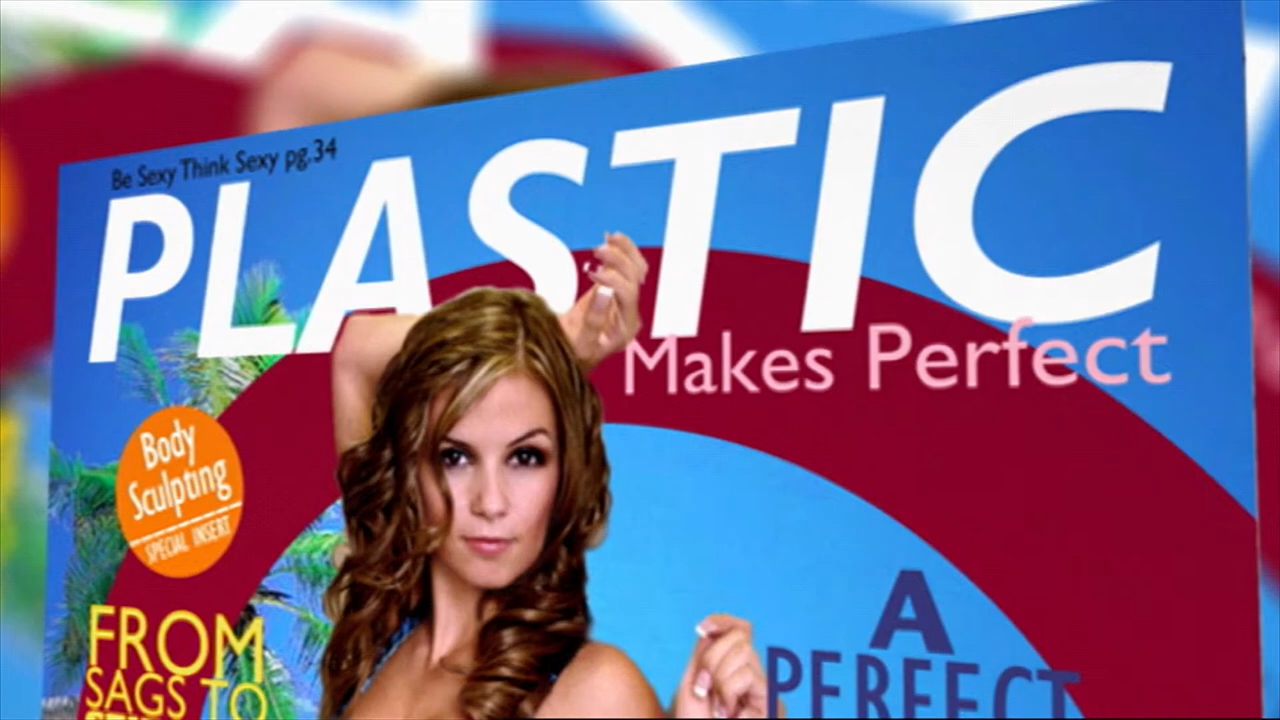 Be Sexy Think Sexy pg.34
PLASTIC
Makes Perfect
Body
Sculpting
SPECIAL INSERT
FROM
SAGS TO
A
PERFECT